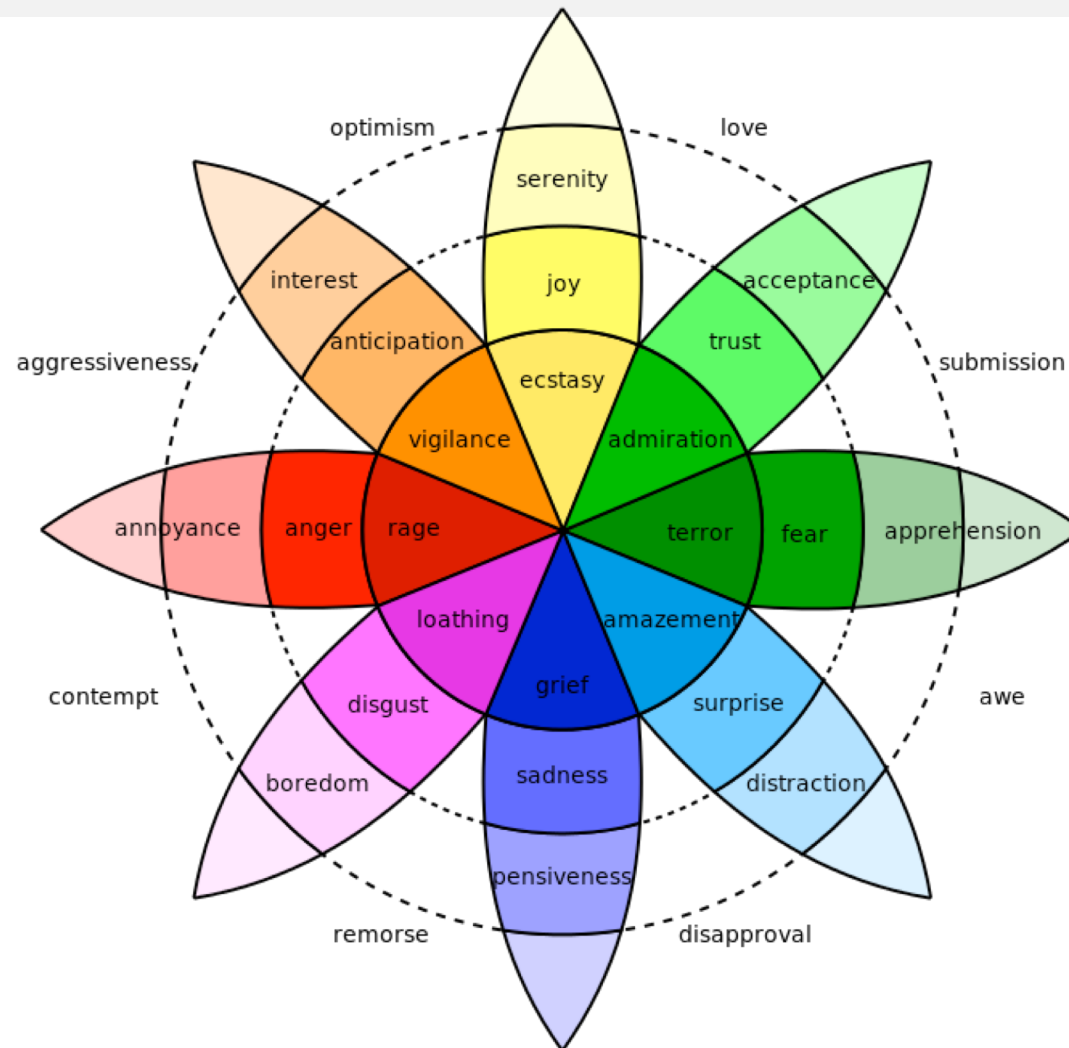 optimism
love
serenity
interest
joy
acceptance
anticipation
trust
aggressiveness
submission
ecstasy
vigilance
admiration
annoyance
anger
rage
terror
fear
apprehension
loathing
amazement
contempt
disgust
grief
surprise
awe
boredom
sadness
distraction
pensiveness
remorse
disapproval